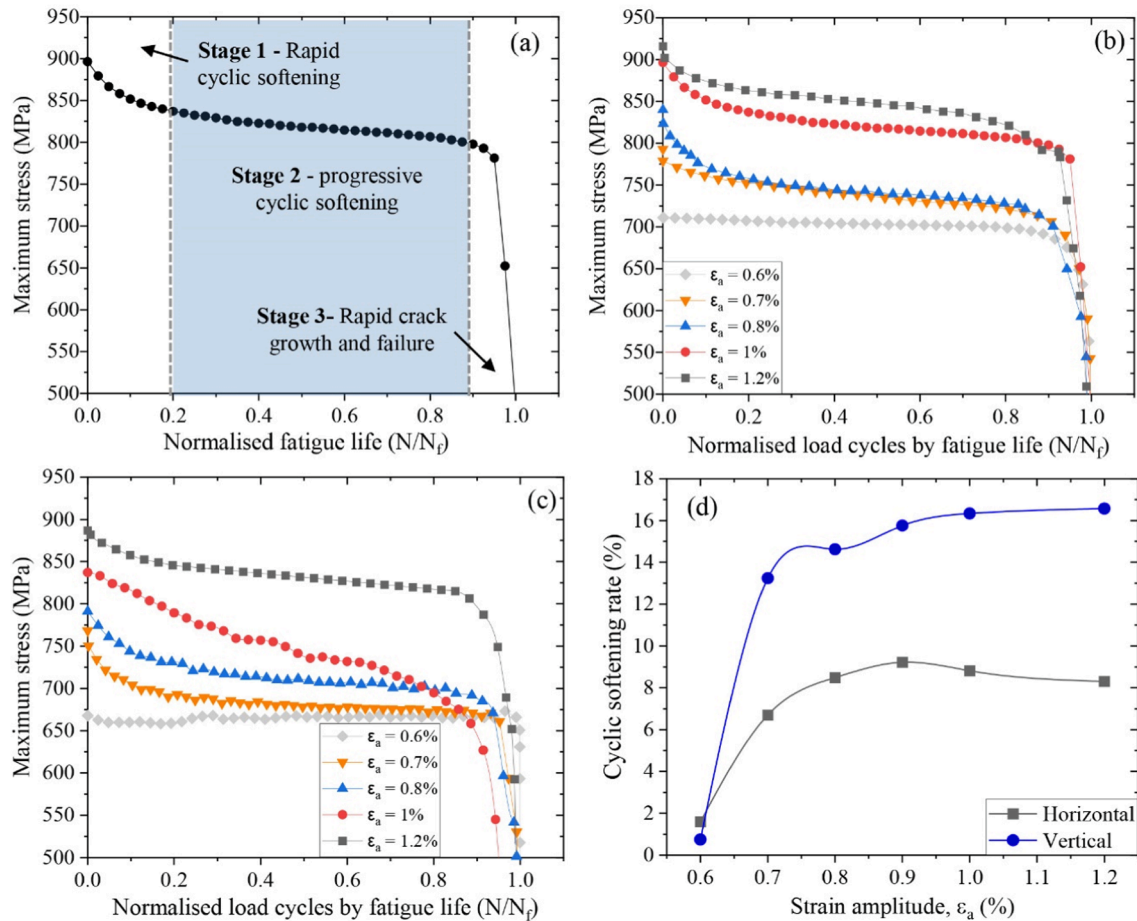 (a)
950
900
850
800
750
700
650
600
550
500
Maximum stress (MPa)
Stage 1 - Rapid
cyclic softening
Stage 2 - progressive
cyclic softening
Stage 3- Rapid crack
growth and failure
0.0 0.2 0.4 0.6 0.8 1.0
Normalised fatigue life (N/Nf)
(b)
950
900
850
800
750
700
650
600
550
500
Maximum stress (MPa)
εa = 0.6%
εa = 0.7%
εa = 0.8%
εa = 1%
εa = 1.2%
0.0 0.2 0.4 0.6 0.8 1.0
Normalised load cycles by fatigue life (N/Nf)
(c)
950
900
850
800
750
700
650
600
550
500
Maximum stress (MPa)
εa = 0.6%
εa = 0.7%
εa = 0.8%
εa = 1%
εa = 1.2%
0.0 0.2 0.4 0.6 0.8 1.0
Normalised load cycles by fatigue life (N/Nf)
(d)
18
16
14
12
10
8
6
4
2
0
Cyclic softening rate (%)
Horizontal
Vertical
0.6 0.7 0.8 0.9 1.0 1.1 1.2
Strain amplitude, εa (%)